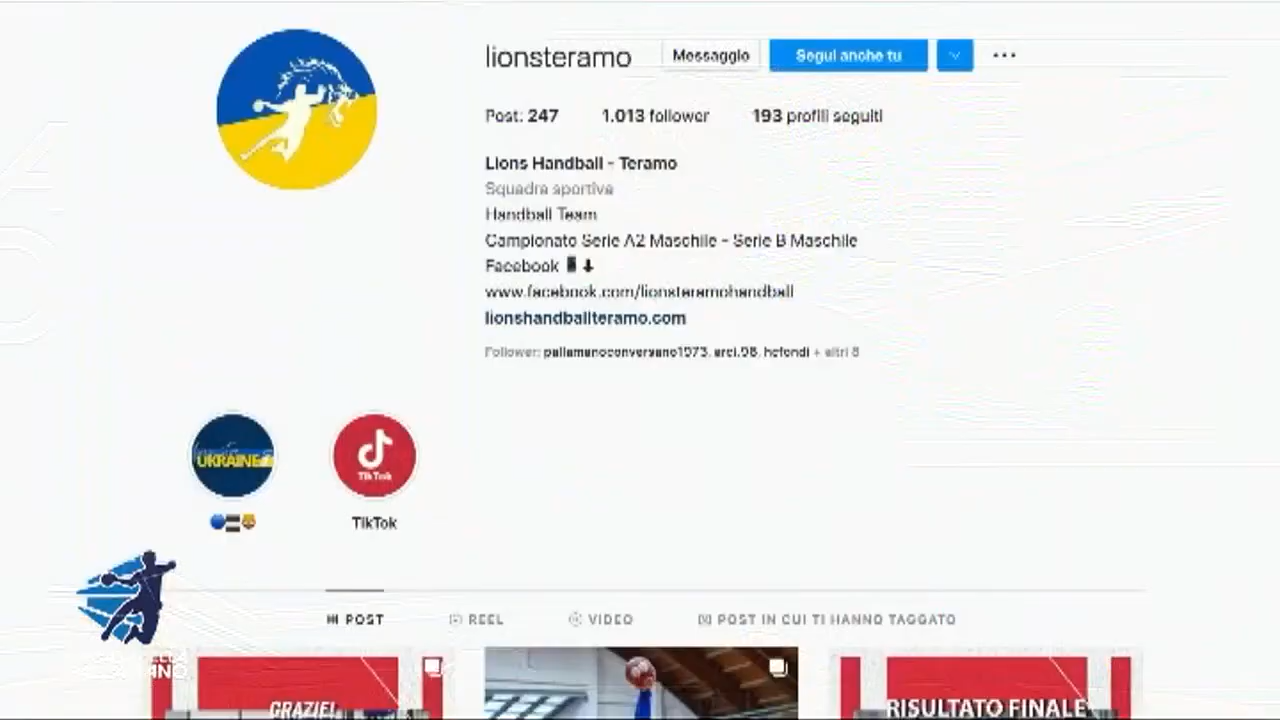 lionsteramo
Messaggio
Segui anche tu
Post: 247
1.013 follower
193 profili seguiti
Lions Handball - Teramo
Squadra sportiva
Handball Team
Campionato Serie A2 Maschile - Serie B Maschile
Facebook
www.facebook.com/lionsteramohandball
lionshandballteramo.com
Follower: pallamanoconversano1973, arci.98, hcfondi + altri 8
UKRAINE
TikTok
TikTok
POST
REEL
VIDEO
POST IN CUI TI HANNO TAGGATO
GRAZIE!
RISULTATO FINALE